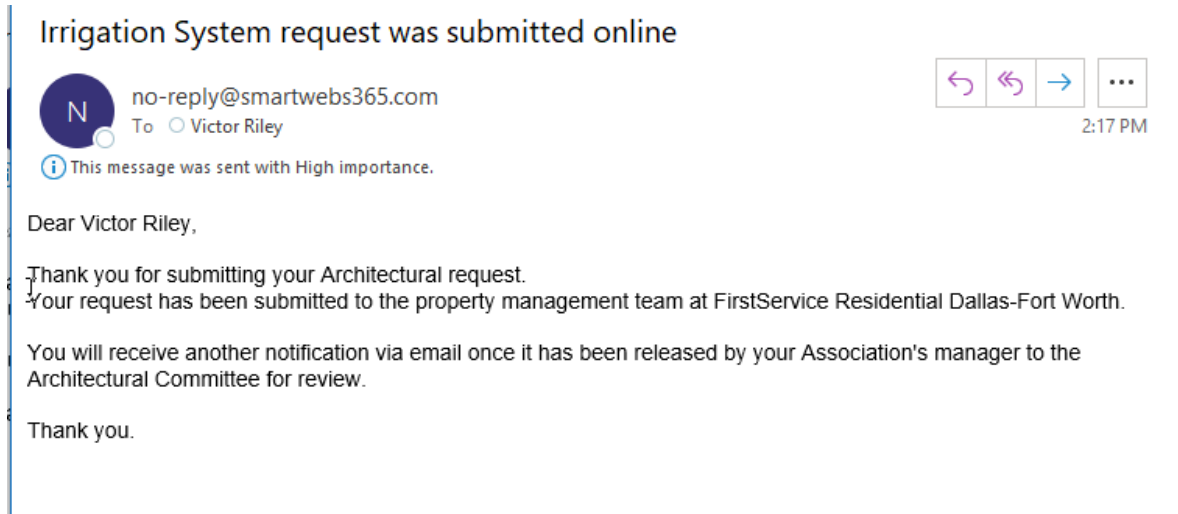 Irrigation System request was submitted online
N
no-reply@smartwebs365.com
To Victor Riley
2:17 PM
This message was sent with High importance.
Dear Victor Riley,
Thank you for submitting your Architectural request.
Your request has been submitted to the property management team at FirstService Residential Dallas-Fort Worth.
You will receive another notification via email once it has been released by your Association's manager to the
Architectural Committee for review.
Thank you.